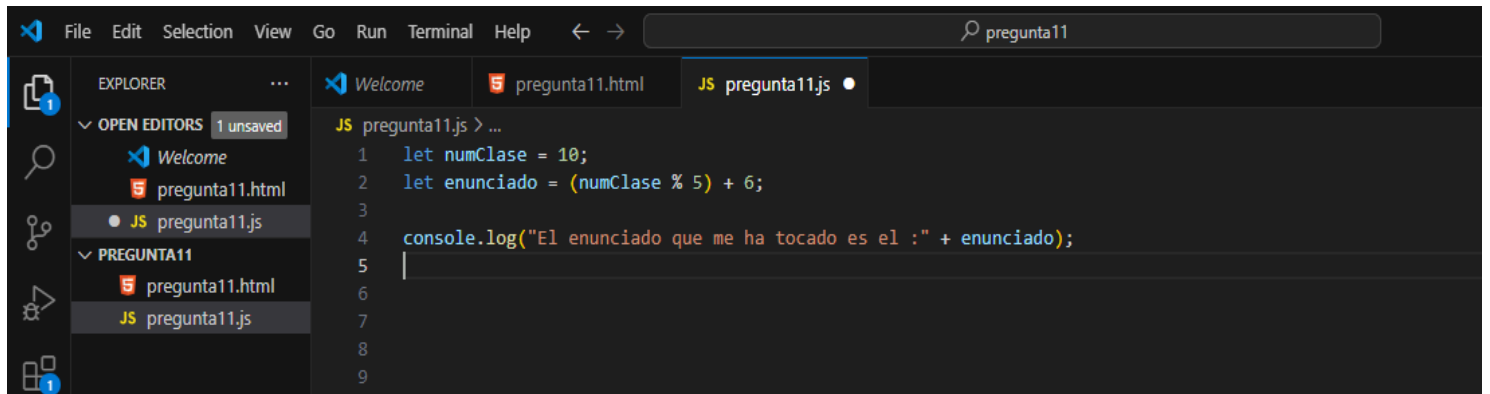 File Edit Selection View Go Run Terminal Help ← → pregunta11
EXPLORER ... Welcome pregunta11.html JS pregunta11.js
1
OPEN EDITORS 1 unsaved
Welcome
pregunta11.html
JS pregunta11.js
PREGUNTA11
pregunta11.html
JS pregunta11.js
1
JS pregunta11.js > ...
1 let numClase = 10;
2 let enunciado = (numClase % 5) + 6;
3
4 console.log("El enunciado que me ha tocado es el :" + enunciado);
5
6
7
8
9